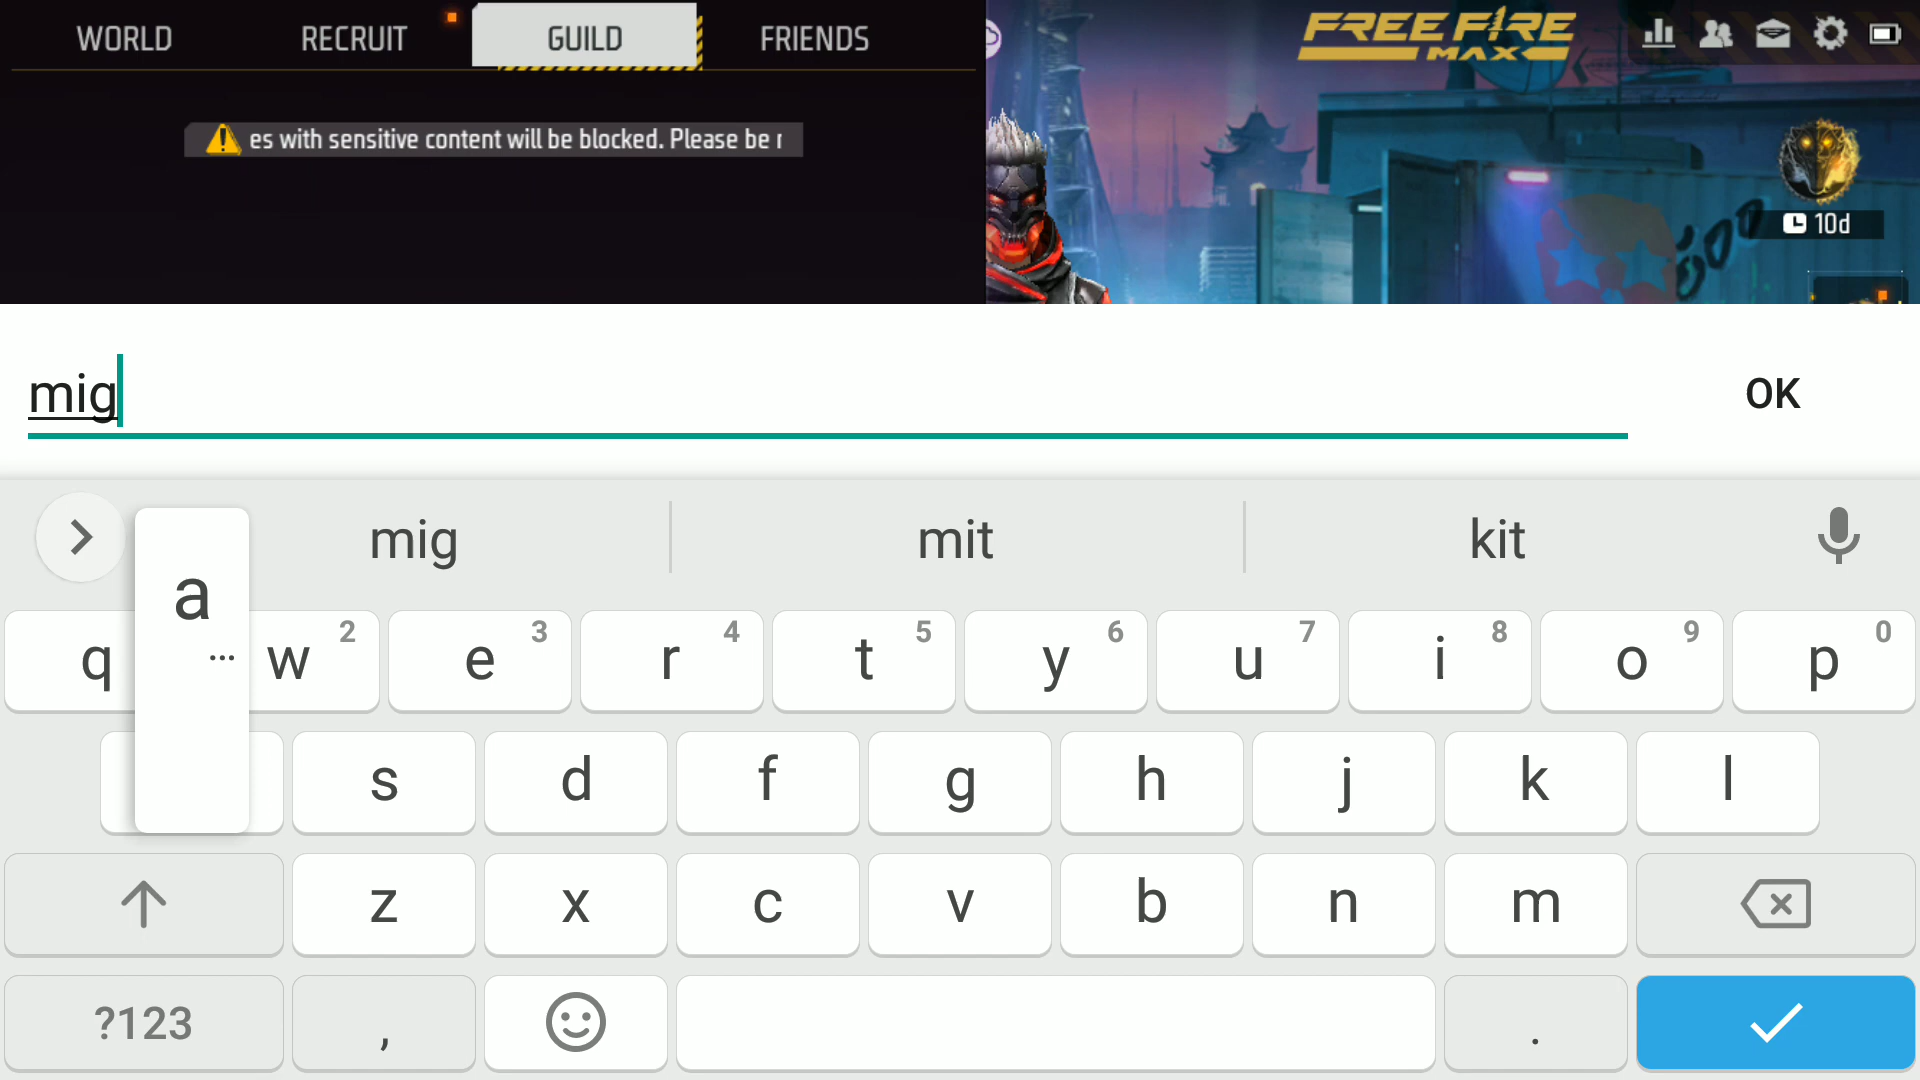 WORLD RECRUIT GUILD FRIENDS
FREE FIRE
MAX
es with sensitive content will be blocked. Please be
10d
mig
OK
mig mit kit
a
...
q w 2 e 3 r 4 t 5 y 6 u 7 i 8 o 9 p 0
s d f g h j k l
z x c v b n m
?123 , .